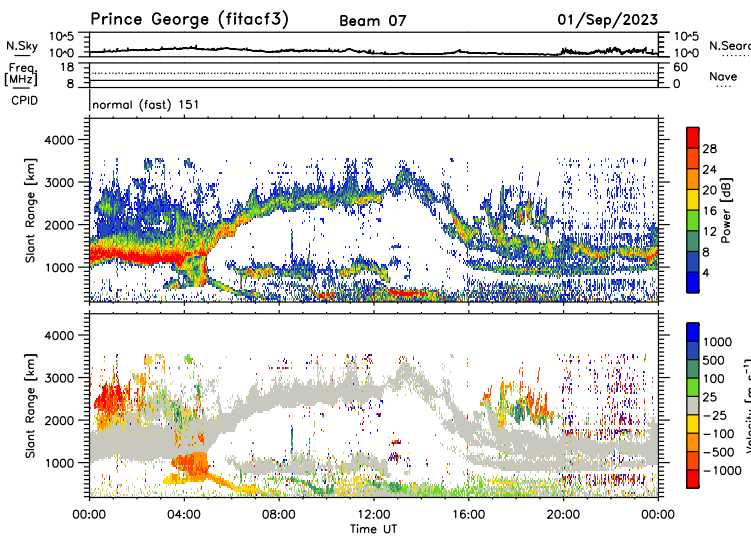 Prince George (fitacf3) Beam 07 01/Sep/2023
N.Sky 10^5 10^0 10^5 10^0 N.Sear
Freq [MHz] 18 8 60 0 Nave
CPID normal (fast) 151
Slant Range [km] 4000 3000 2000 1000
Power [dB] 28 24 20 16 12 8 4
Slant Range [km] 4000 3000 2000 1000
Velocity [m s^-1] 1000 500 100 25 -25 -100 -500 -1000
00:00 04:00 08:00 12:00 16:00 20:00 00:00
Time UT